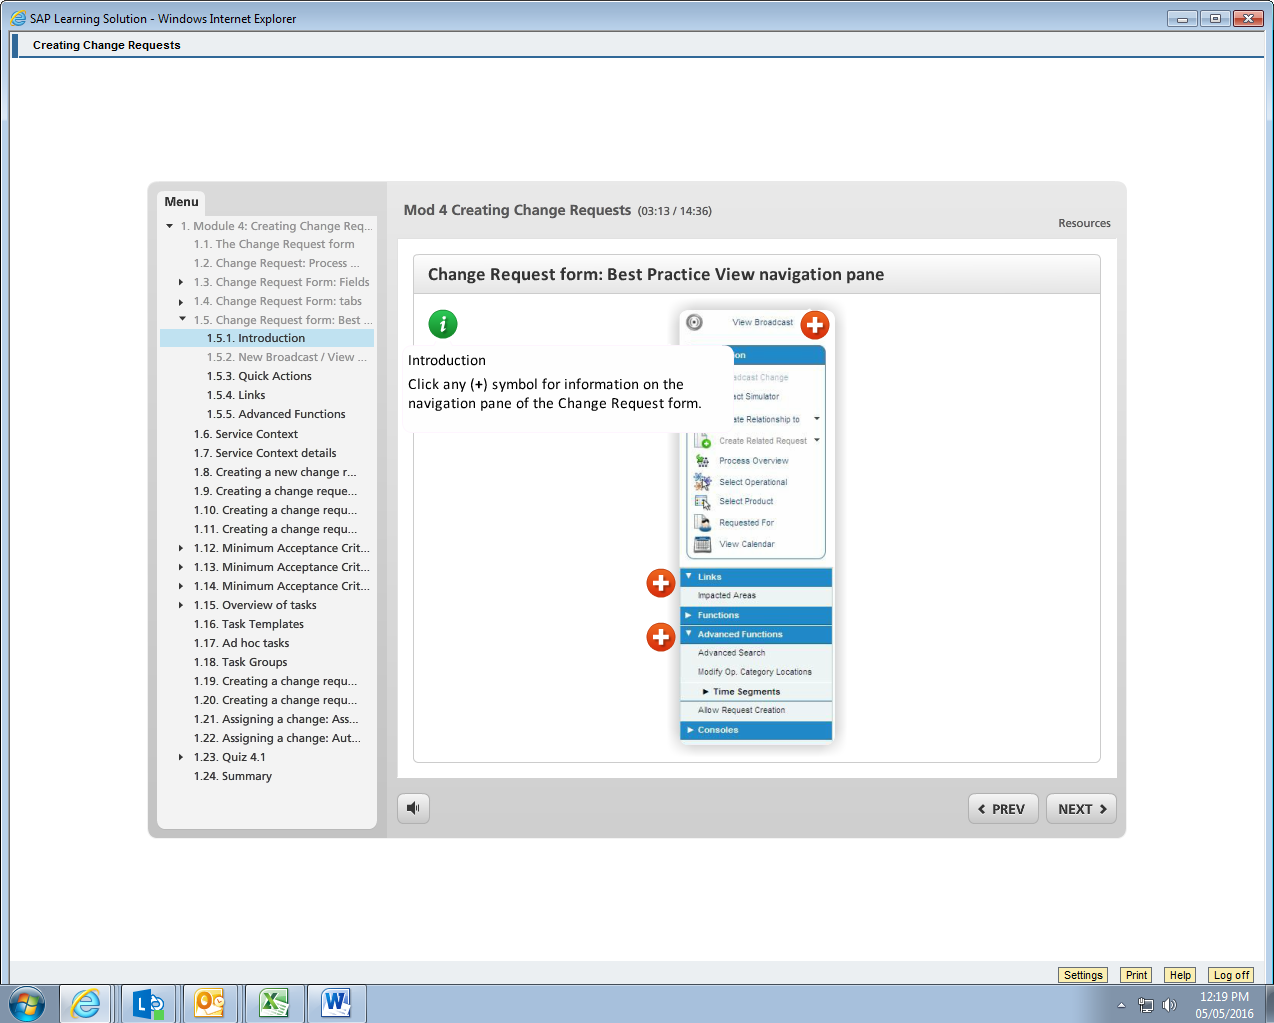 SAP Learning Solution - Windows Internet Explorer
Creating Change Requests
Menu
1. Module 4: Creating Change Req...
1.1. The Change Request form
1.2. Change Request: Process ...
1.3. Change Request Form: Fields
1.4. Change Request Form: tabs
1.5. Change Request form: Best ...
1.5.1. Introduction
1.5.2. New Broadcast / View ...
1.5.3. Quick Actions
1.5.4. Links
1.5.5. Advanced Functions
1.6. Service Context
1.7. Service Context details
1.8. Creating a new change r...
1.9. Creating a change reque...
1.10. Creating a change requ...
1.11. Creating a change requ...
1.12. Minimum Acceptance Crit...
1.13. Minimum Acceptance Crit...
1.14. Minimum Acceptance Crit...
1.15. Overview of tasks
1.16. Task Templates
1.17. Ad hoc tasks
1.18. Task Groups
1.19. Creating a change requ...
1.20. Creating a change requ...
1.21. Assigning a change: Ass...
1.22. Assigning a change: Aut...
1.23. Quiz 4.1
1.24. Summary
Mod 4 Creating Change Requests (03:13 / 14:36)
Resources
Change Request form: Best Practice View navigation pane
i
Introduction
Click any (+) symbol for information on the
navigation pane of the Change Request form.
View Broadcast
on
adcast Change
act Simulator
ate Relationship to
Create Related Request
Process Overview
Select Operational
Select Product
Requested For
View Calendar
Links
Impacted Areas
Functions
Advanced Functions
Advanced Search
Modify Op. Category Locations
Time Segments
Allow Request Creation
Consoles
PREV
NEXT
Settings
Print
Help
Log off
12:19 PM
05/05/2016